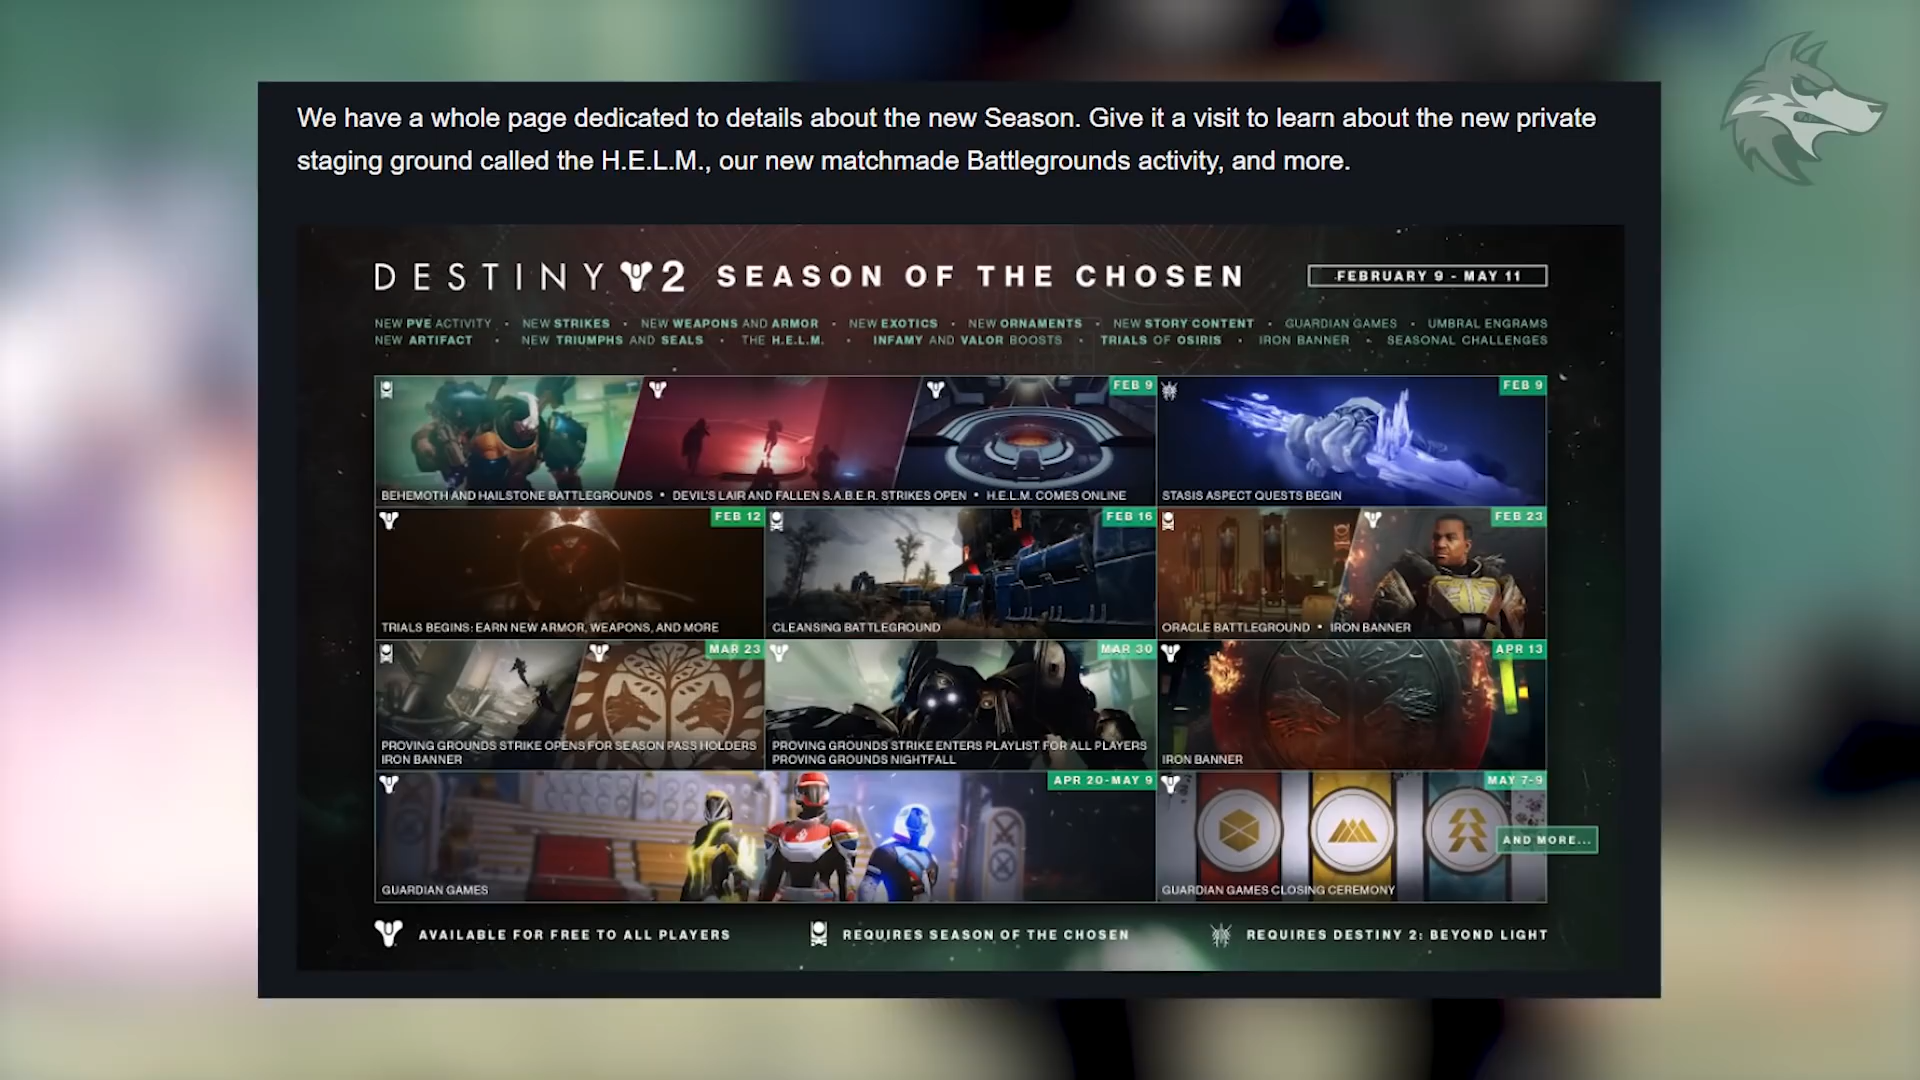 We have a whole page dedicated to details about the new Season. Give it a visit to learn about the new private
staging ground called the H.E.L.M., our new matchmade Battlegrounds activity, and more.
DESTINY 2 SEASON OF THE CHOSEN
FEBRUARY 9 - MAY 11
NEW PVE ACTIVITY • NEW STRIKES • NEW WEAPONS AND ARMOR • NEW EXOTICS • NEW ORNAMENTS • NEW STORY CONTENT • GUARDIAN GAMES • UMBRAL ENGRAMS
NEW ARTIFACT • NEW TRIUMPHS AND SEALS • THE H.E.L.M. • INFAMY AND VALOR BOOSTS • TRIALS OF OSIRIS • IRON BANNER • SEASONAL CHALLENGES
FEB 9
BEHEMOTH AND HAILSTONE BATTLEGROUNDS • DEVIL'S LAIR AND FALLEN S.A.B.E.R. STRIKES OPEN • H.E.L.M. COMES ONLINE
FEB 9
STASIS ASPECT QUESTS BEGIN
FEB 12
TRIALS BEGINS: EARN NEW ARMOR, WEAPONS, AND MORE
FEB 16
CLEANSING BATTLEGROUND
FEB 23
ORACLE BATTLEGROUND • IRON BANNER
MAR 23
PROVING GROUNDS STRIKE OPENS FOR SEASON PASS HOLDERS
IRON BANNER
MAR 30
PROVING GROUNDS STRIKE ENTERS PLAYLIST FOR ALL PLAYERS
PROVING GROUNDS NIGHTFALL
APR 13
IRON BANNER
APR 20-MAY 9
GUARDIAN GAMES
MAY 7-9
GUARDIAN GAMES CLOSING CEREMONY
AND MORE...
AVAILABLE FOR FREE TO ALL PLAYERS
REQUIRES SEASON OF THE CHOSEN
REQUIRES DESTINY 2: BEYOND LIGHT